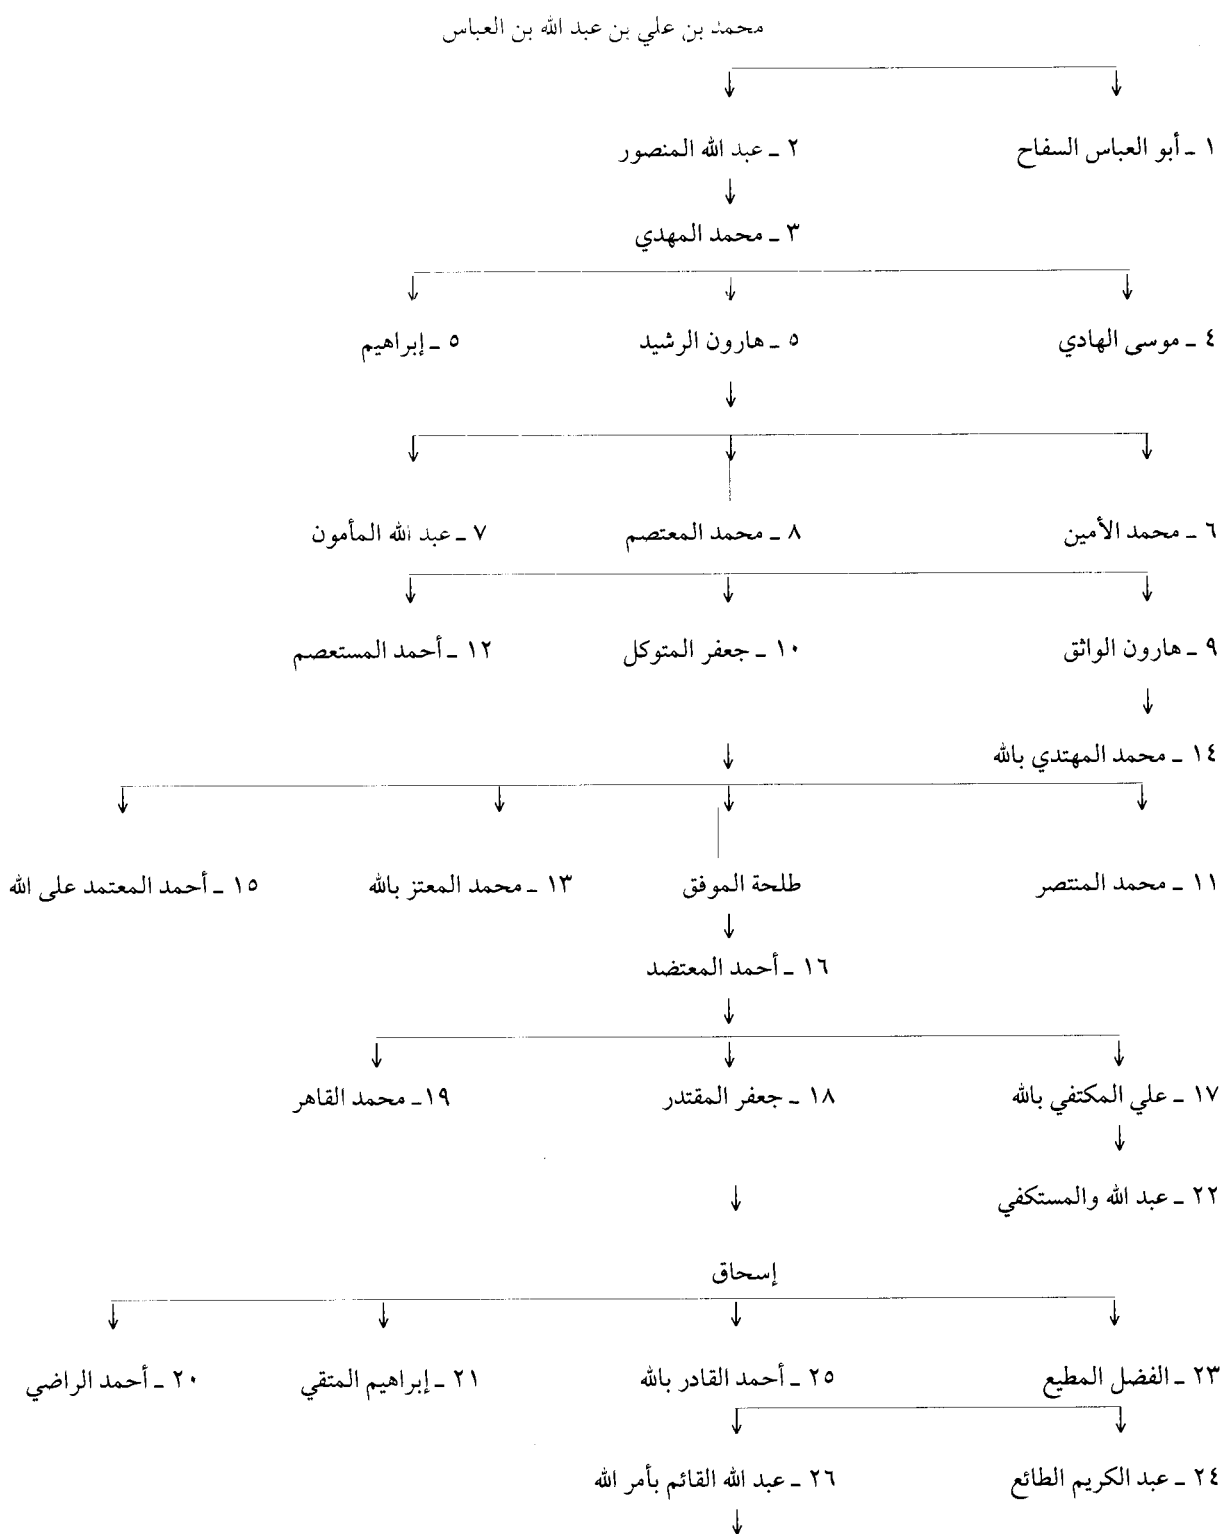 محمد بن علي بن عبد الله بن العباس
١ ـ أبو العباس السفاح
٢ ـ عبد الله المنصور
٣ ـ محمد المهدي
٤ ـ موسى الهادي
٥ ـ هارون الرشيد
٥ ـ إبراهيم
٦ ـ محمد الأمين
٨ ـ محمد المعتصم
٧ ـ عبد الله المأمون
٩ ـ هارون الواثق
١٠ ـ جعفر المتوكل
١٢ ـ أحمد المستعصم
١٤ ـ محمد المهتدي بالله
١١ ـ محمد المنتصر
طلحة الموفق
١٣ ـ محمد المعتز بالله
١٥ ـ أحمد المعتمد على الله
١٦ ـ أحمد المعتضد
١٧ ـ علي المكتفي بالله
١٨ ـ جعفر المقتدر
١٩ـ محمد القاهر
٢٢ ـ عبد الله والمستكفي
إسحاق
٢٣ ـ الفضل المطيع
٢٥ ـ أحمد القادر بالله
٢١ ـ إبراهيم المتقي
٢٠ ـ أحمد الراضي
٢٤ ـ عبد الكريم الطائع
٢٦ ـ عبد الله القائم بأمر الله